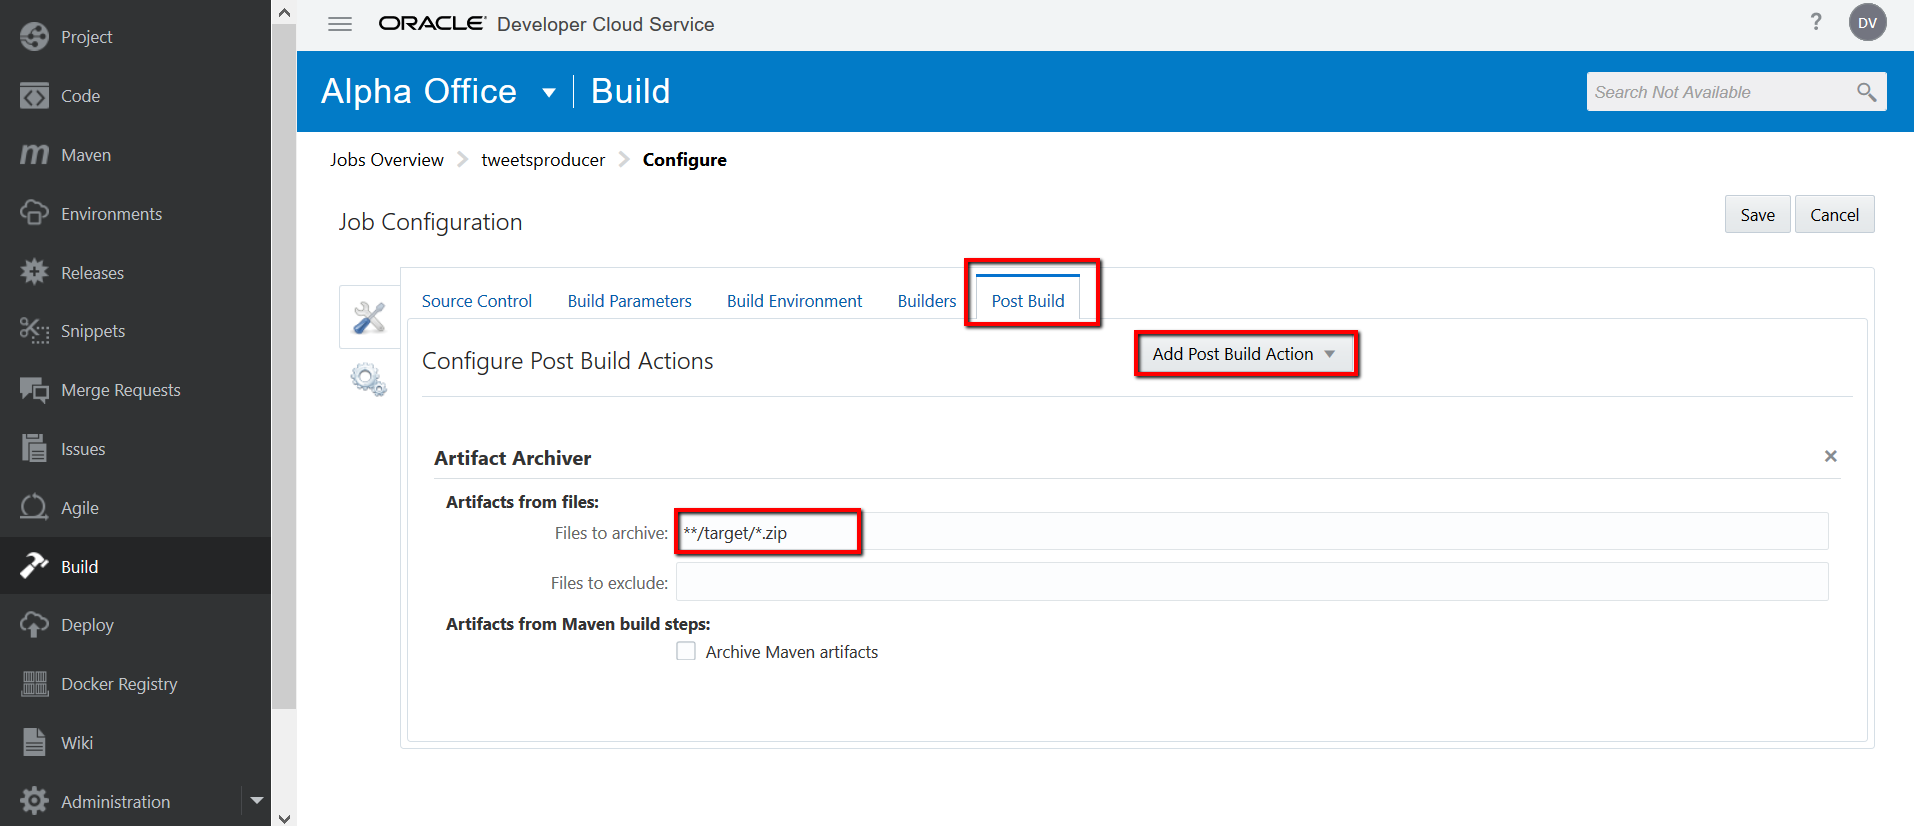 Project
Code
Maven
Environments
Releases
Snippets
Merge Requests
Issues
Agile
Build
Deploy
Docker Registry
Wiki
Administration
ORACLE Developer Cloud Service
? DV
Alpha Office Build
Search Not Available
Jobs Overview tweetsproducer Configure
Job Configuration
Save Cancel
Source Control Build Parameters Build Environment Builders Post Build
Add Post Build Action
Configure Post Build Actions
Artifact Archiver
Artifacts from files:
Files to archive: **/target/*.zip
Files to exclude:
Artifacts from Maven build steps:
Archive Maven artifacts